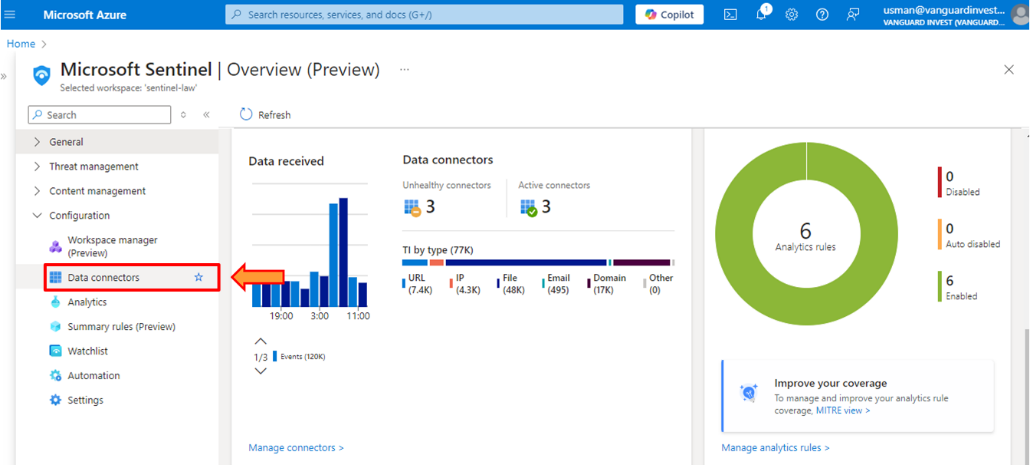 Microsoft Azure
Search resources, services, and docs (G+/)
Copilot
1
usman@vanguardinvest...
VANGUARD INVEST (VANGUARD...
Home >
Microsoft Sentinel | Overview (Preview) ...
Selected workspace: 'sentinel-law'
Search
Refresh
General
Threat management
Content management
Configuration
Workspace manager
(Preview)
Data connectors
Analytics
Summary rules (Preview)
Watchlist
Automation
Settings
Data received
19:00 3:00 11:00
1/3 Events (120K)
Manage connectors >
Data connectors
Unhealthy connectors
3
Active connectors
3
TI by type (77K)
URL IP File Email Domain Other
(7.4K) (4.3K) (48K) (495) (17K) (0)
6
Analytics rules
0
Disabled
0
Auto disabled
6
Enabled
Improve your coverage
To manage and improve your analytics rule
coverage, MITRE view >
Manage analytics rules >